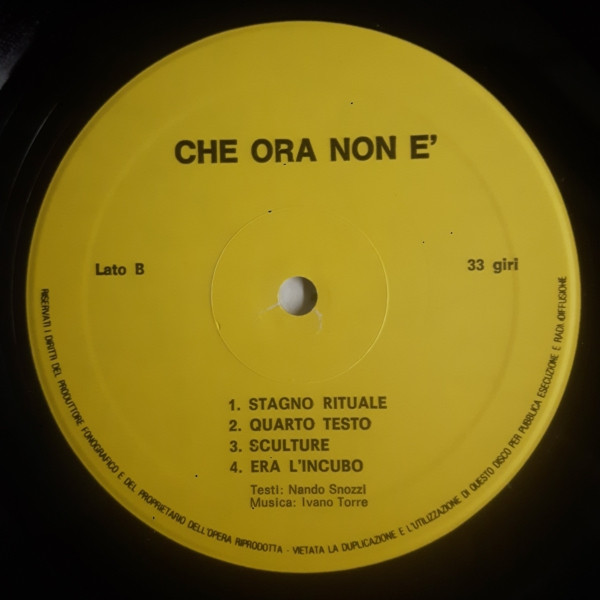 CHE ORA NON E'
Lato B
33 giri
1. STAGNO RITUALE
2. QUARTO TESTO
3. SCULTURE
4. ERA L'INCUBO
Testi: Nando Snozzi
Musica: Ivano Torre
RISERVATI I DIRITTI DEL PRODUTTORE FONOGRAFICO E DEL PROPRIETARIO DELL'OPERA RIPRODOTTA - VIETATA LA DUPLICAZIONE E L'UTILIZZAZIONE DI QUESTO DISCO PER PUBBLICA ESECUZIONE E RADIODIFFUSIONE